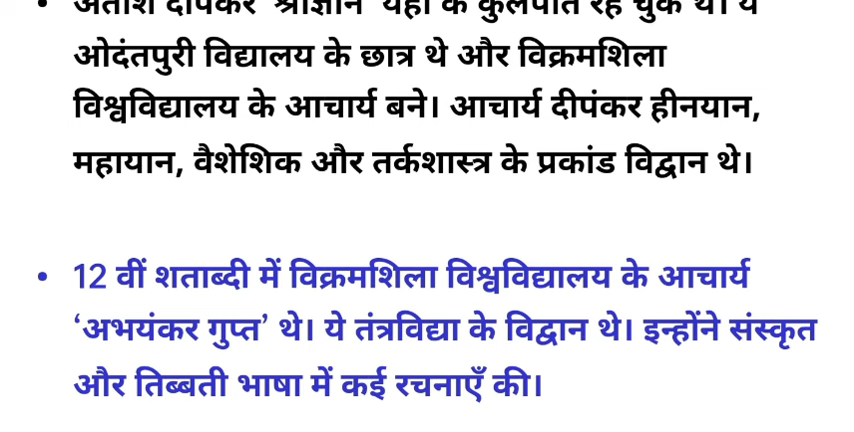 • अतीश दीपंकर 'श्रीज्ञान' यहाँ के कुलपति रह चुके थे। ये
ओदंतपुरी विद्यालय के छात्र थे और विक्रमशिला
विश्वविद्यालय के आचार्य बने। आचार्य दीपंकर हीनयान,
महायान, वैशेशिक और तर्कशास्त्र के प्रकांड विद्वान थे।
• 12 वीं शताब्दी में विक्रमशिला विश्वविद्यालय के आचार्य
‘अभयंकर गुप्त’ थे। ये तंत्रविद्या के विद्वान थे। इन्होंने संस्कृत
और तिब्बती भाषा में कई रचनाएँ की।